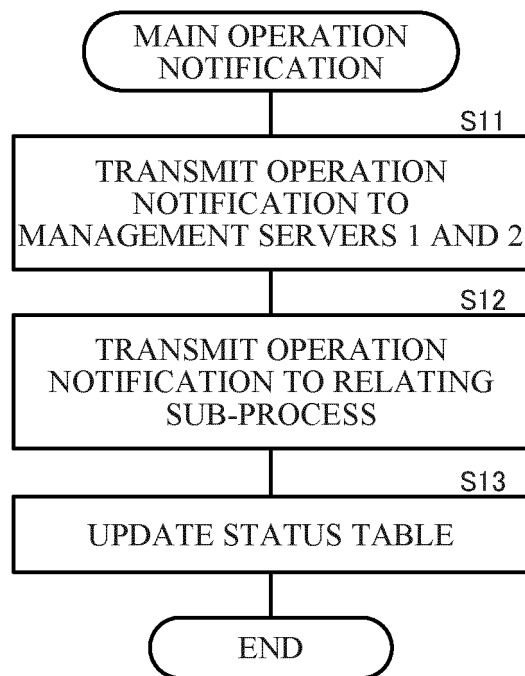 MAIN OPERATION
NOTIFICATION
S11
TRANSMIT OPERATION
NOTIFICATION TO
MANAGEMENT SERVERS 1 AND 2
S12
TRANSMIT OPERATION
NOTIFICATION TO RELATING
SUB-PROCESS
S13
UPDATE STATUS TABLE
END